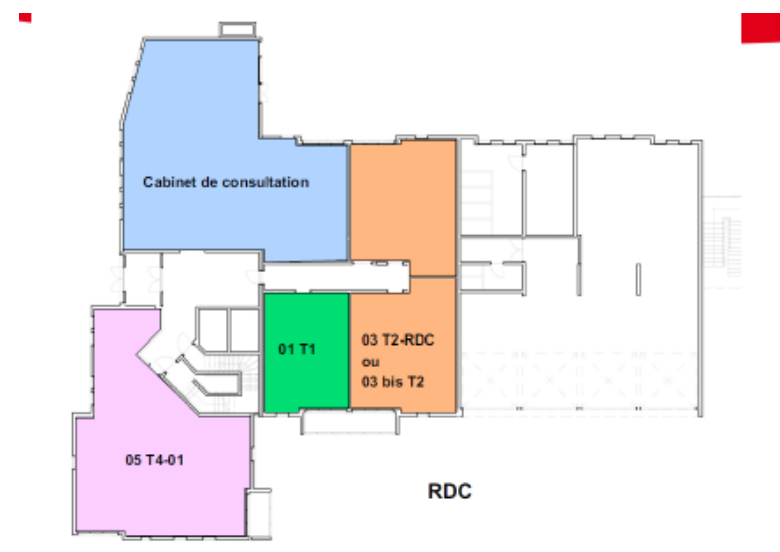 Cabinet de consultation
01 T1
03 T2-RDC
ou
03 bis T2
05 T4-01
RDC